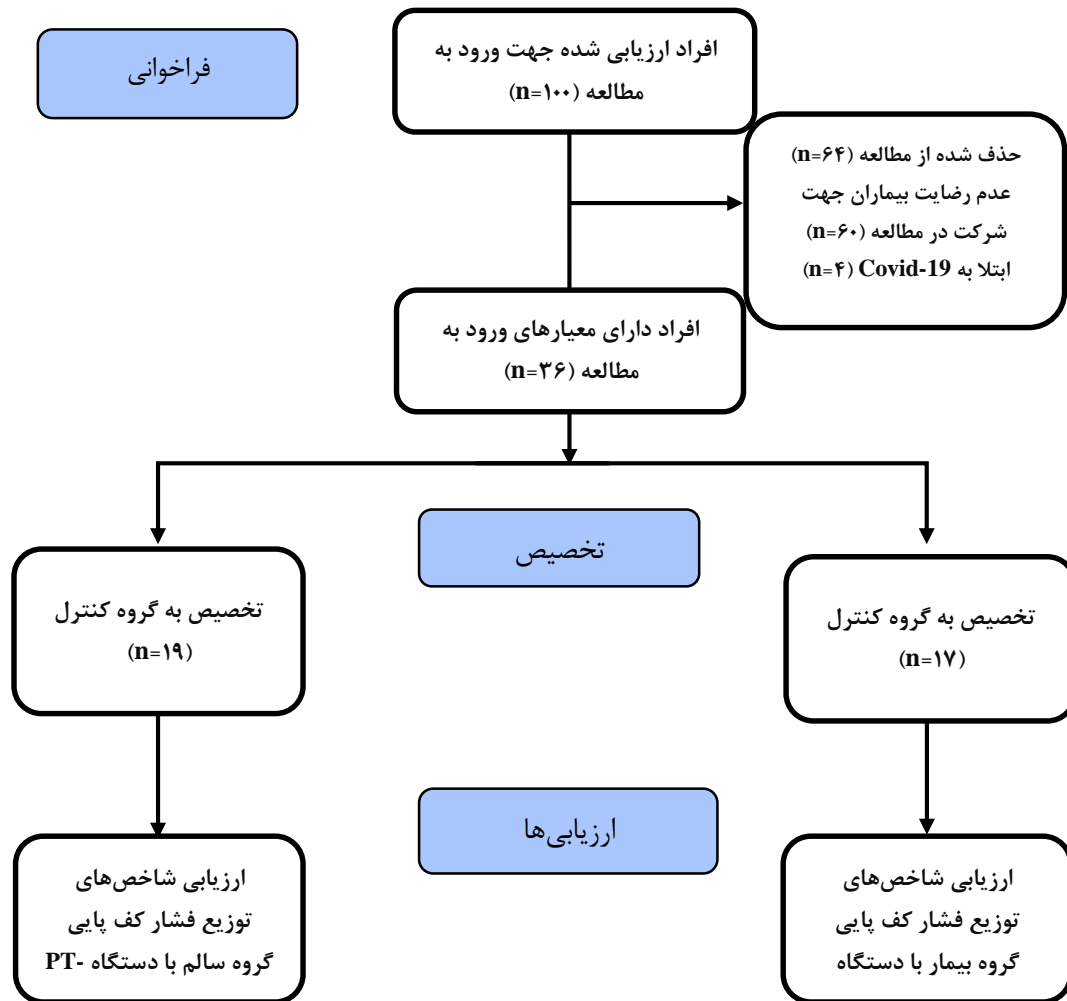 فراخوانی
افراد ارزیابی شده جهت ورود به
مطالعه (n=۱۰۰)
حذف شده از مطالعه (n=۶۴)
عدم رضایت بیماران جهت
شرکت در مطالعه (n=۶۰)
ابتلا به Covid-19 (n=۴)
افراد دارای معیارهای ورود به
مطالعه (n=۳۶)
تخصیص
تخصیص به گروه کنترل
(n=۱۷)
تخصیص به گروه کنترل
(n=۱۹)
ارزیابی‌ها
ارزیابی شاخص‌های
توزیع فشار کف پایی
گروه بیمار با دستگاه
ارزیابی شاخص‌های
توزیع فشار کف پایی
گروه سالم با دستگاه PT-